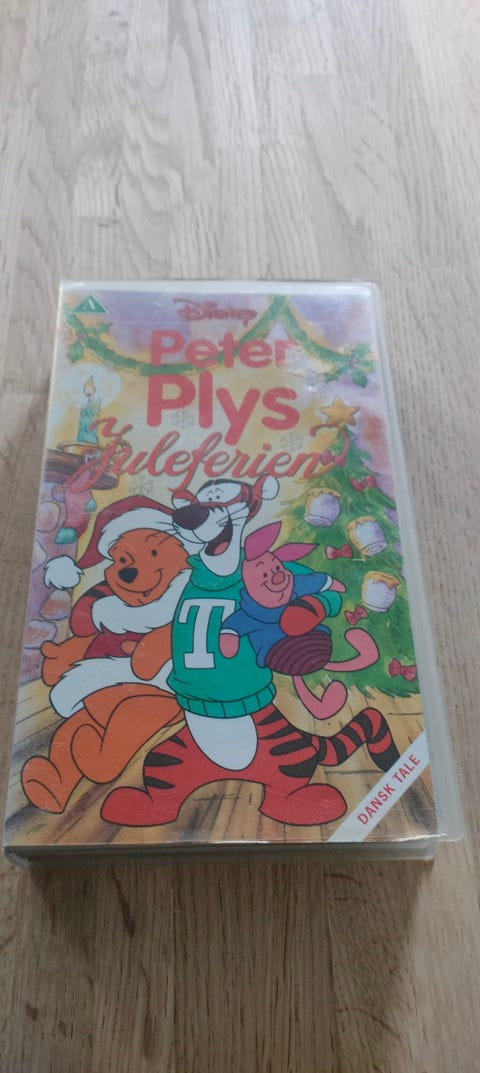 Disney
Peter
Plys
Juleferien
T
DANSK TALE